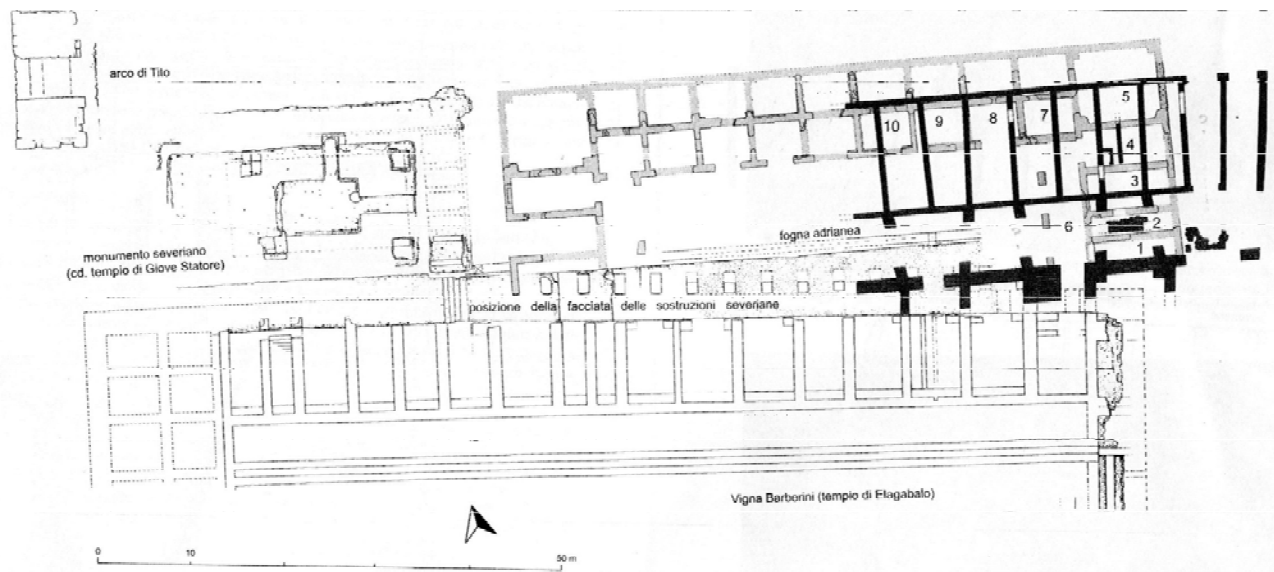 arco di Tito
monumento severiano
(cd. tempio di Giove Statore)
fogna adrianea
posizione della facciata delle sostruzioni severiane
10
9
8
7
5
4
3
6
2
1
Vigna Barberini (tempio di Elagabalo)
0
10
50 m